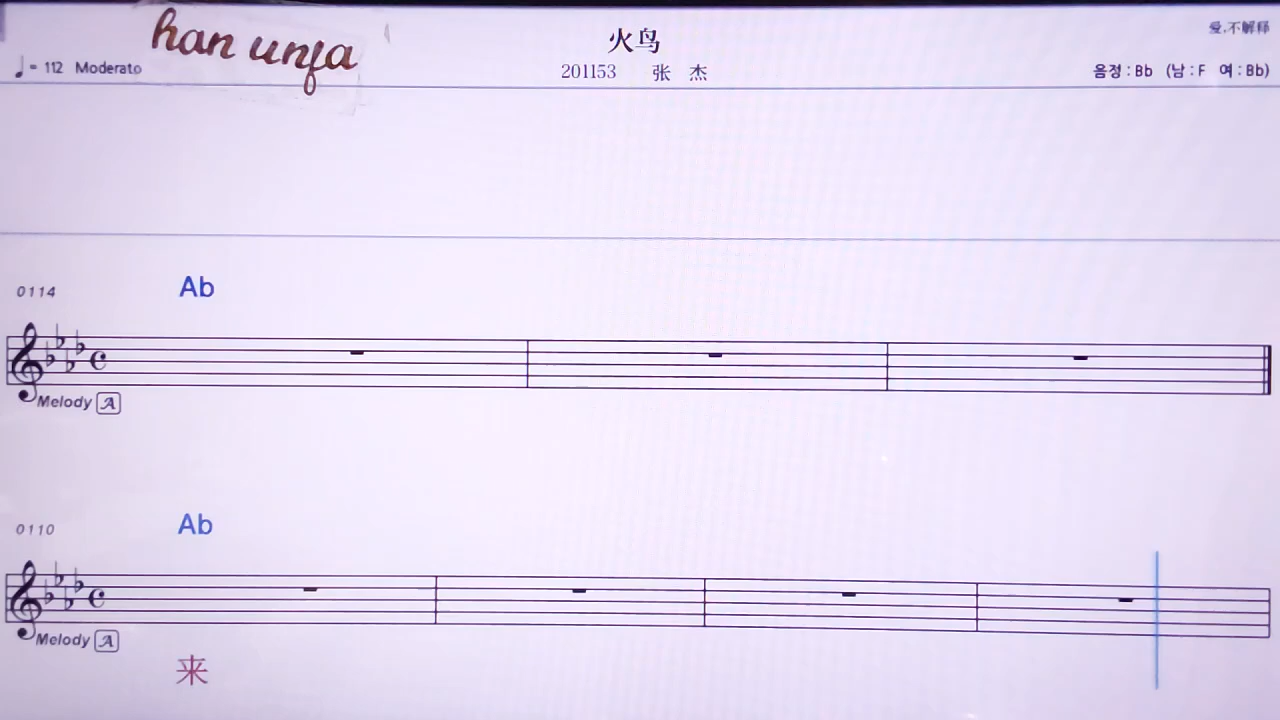 han unfa
火鸟
爱,不解释
♩= 112 Moderato
201153 张 杰
음정 : Bb (남 : F 여 : Bb)
0114 Ab
Melody A
0110 Ab
Melody A
来